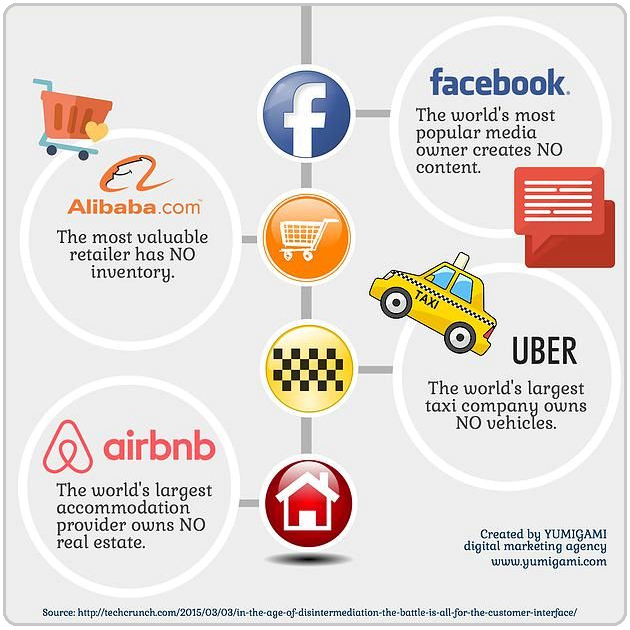 facebook.
The world's most
popular media
owner creates NO
content.
Alibaba.com™
The most valuable
retailer has NO
inventory.
TAXI
UBER
The world's largest
taxi company owns
NO vehicles.
airbnb
The world's largest
accommodation
provider owns NO
real estate.
Created by YUMIGAMI
digital marketing agency
www.yumigami.com
Source: http://techcrunch.com/2015/03/03/in-the-age-of-disintermediation-the-battle-is-all-for-the-customer-interface/